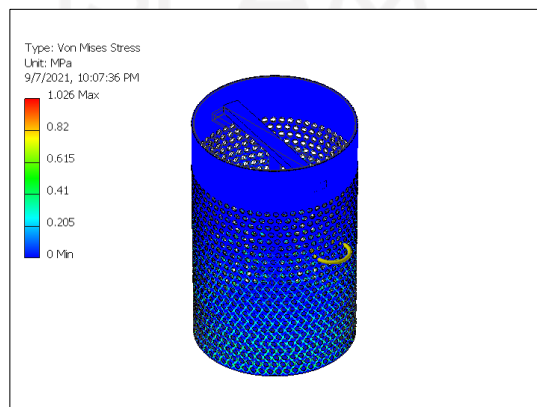 Type: Von Mises Stress
Unit: MPa
9/7/2021, 10:07:36 PM
1.026 Max
0.82
0.615
0.41
0.205
0 Min